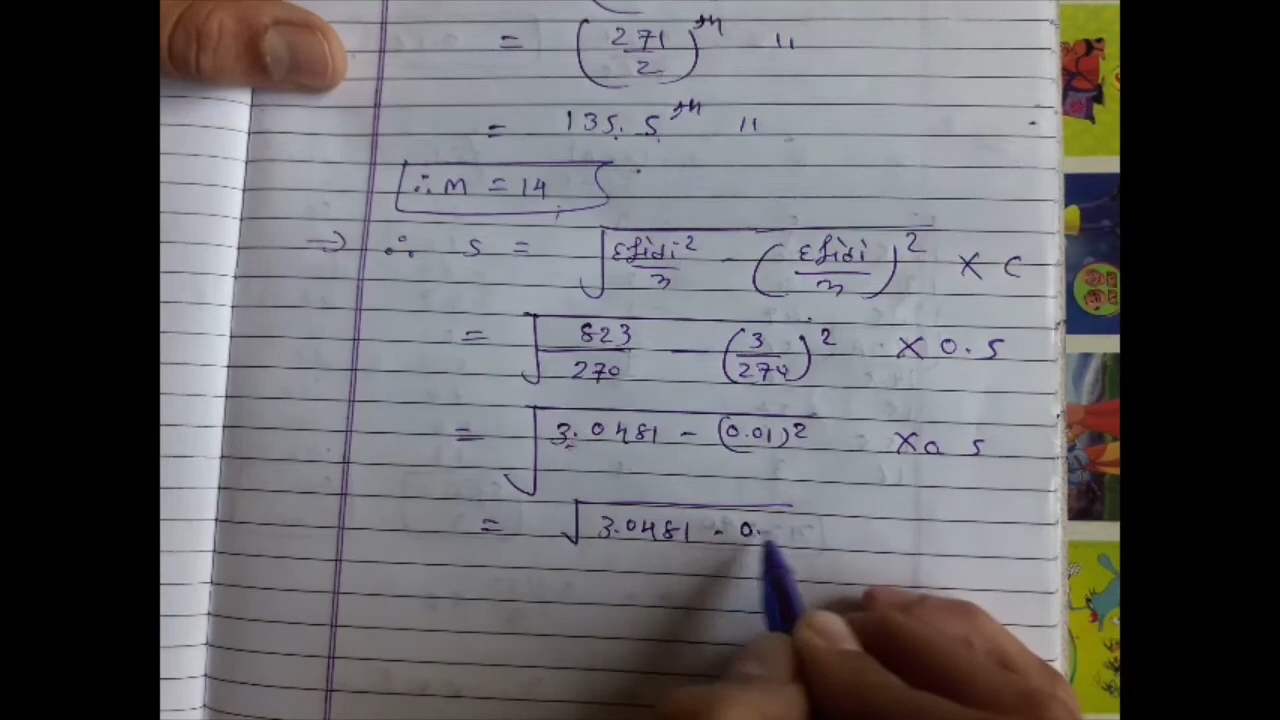 = (271/2)th "
= 135.5th "
∴ M = 14
⇒ ∴ S = √(Σfidi²/n - (Σfidi/n)²) × C
= √(823/270 - (3/270)²) × 0.5
= √(3.0481 - (0.01)²) × 0.5
= √(3.0481 - 0.